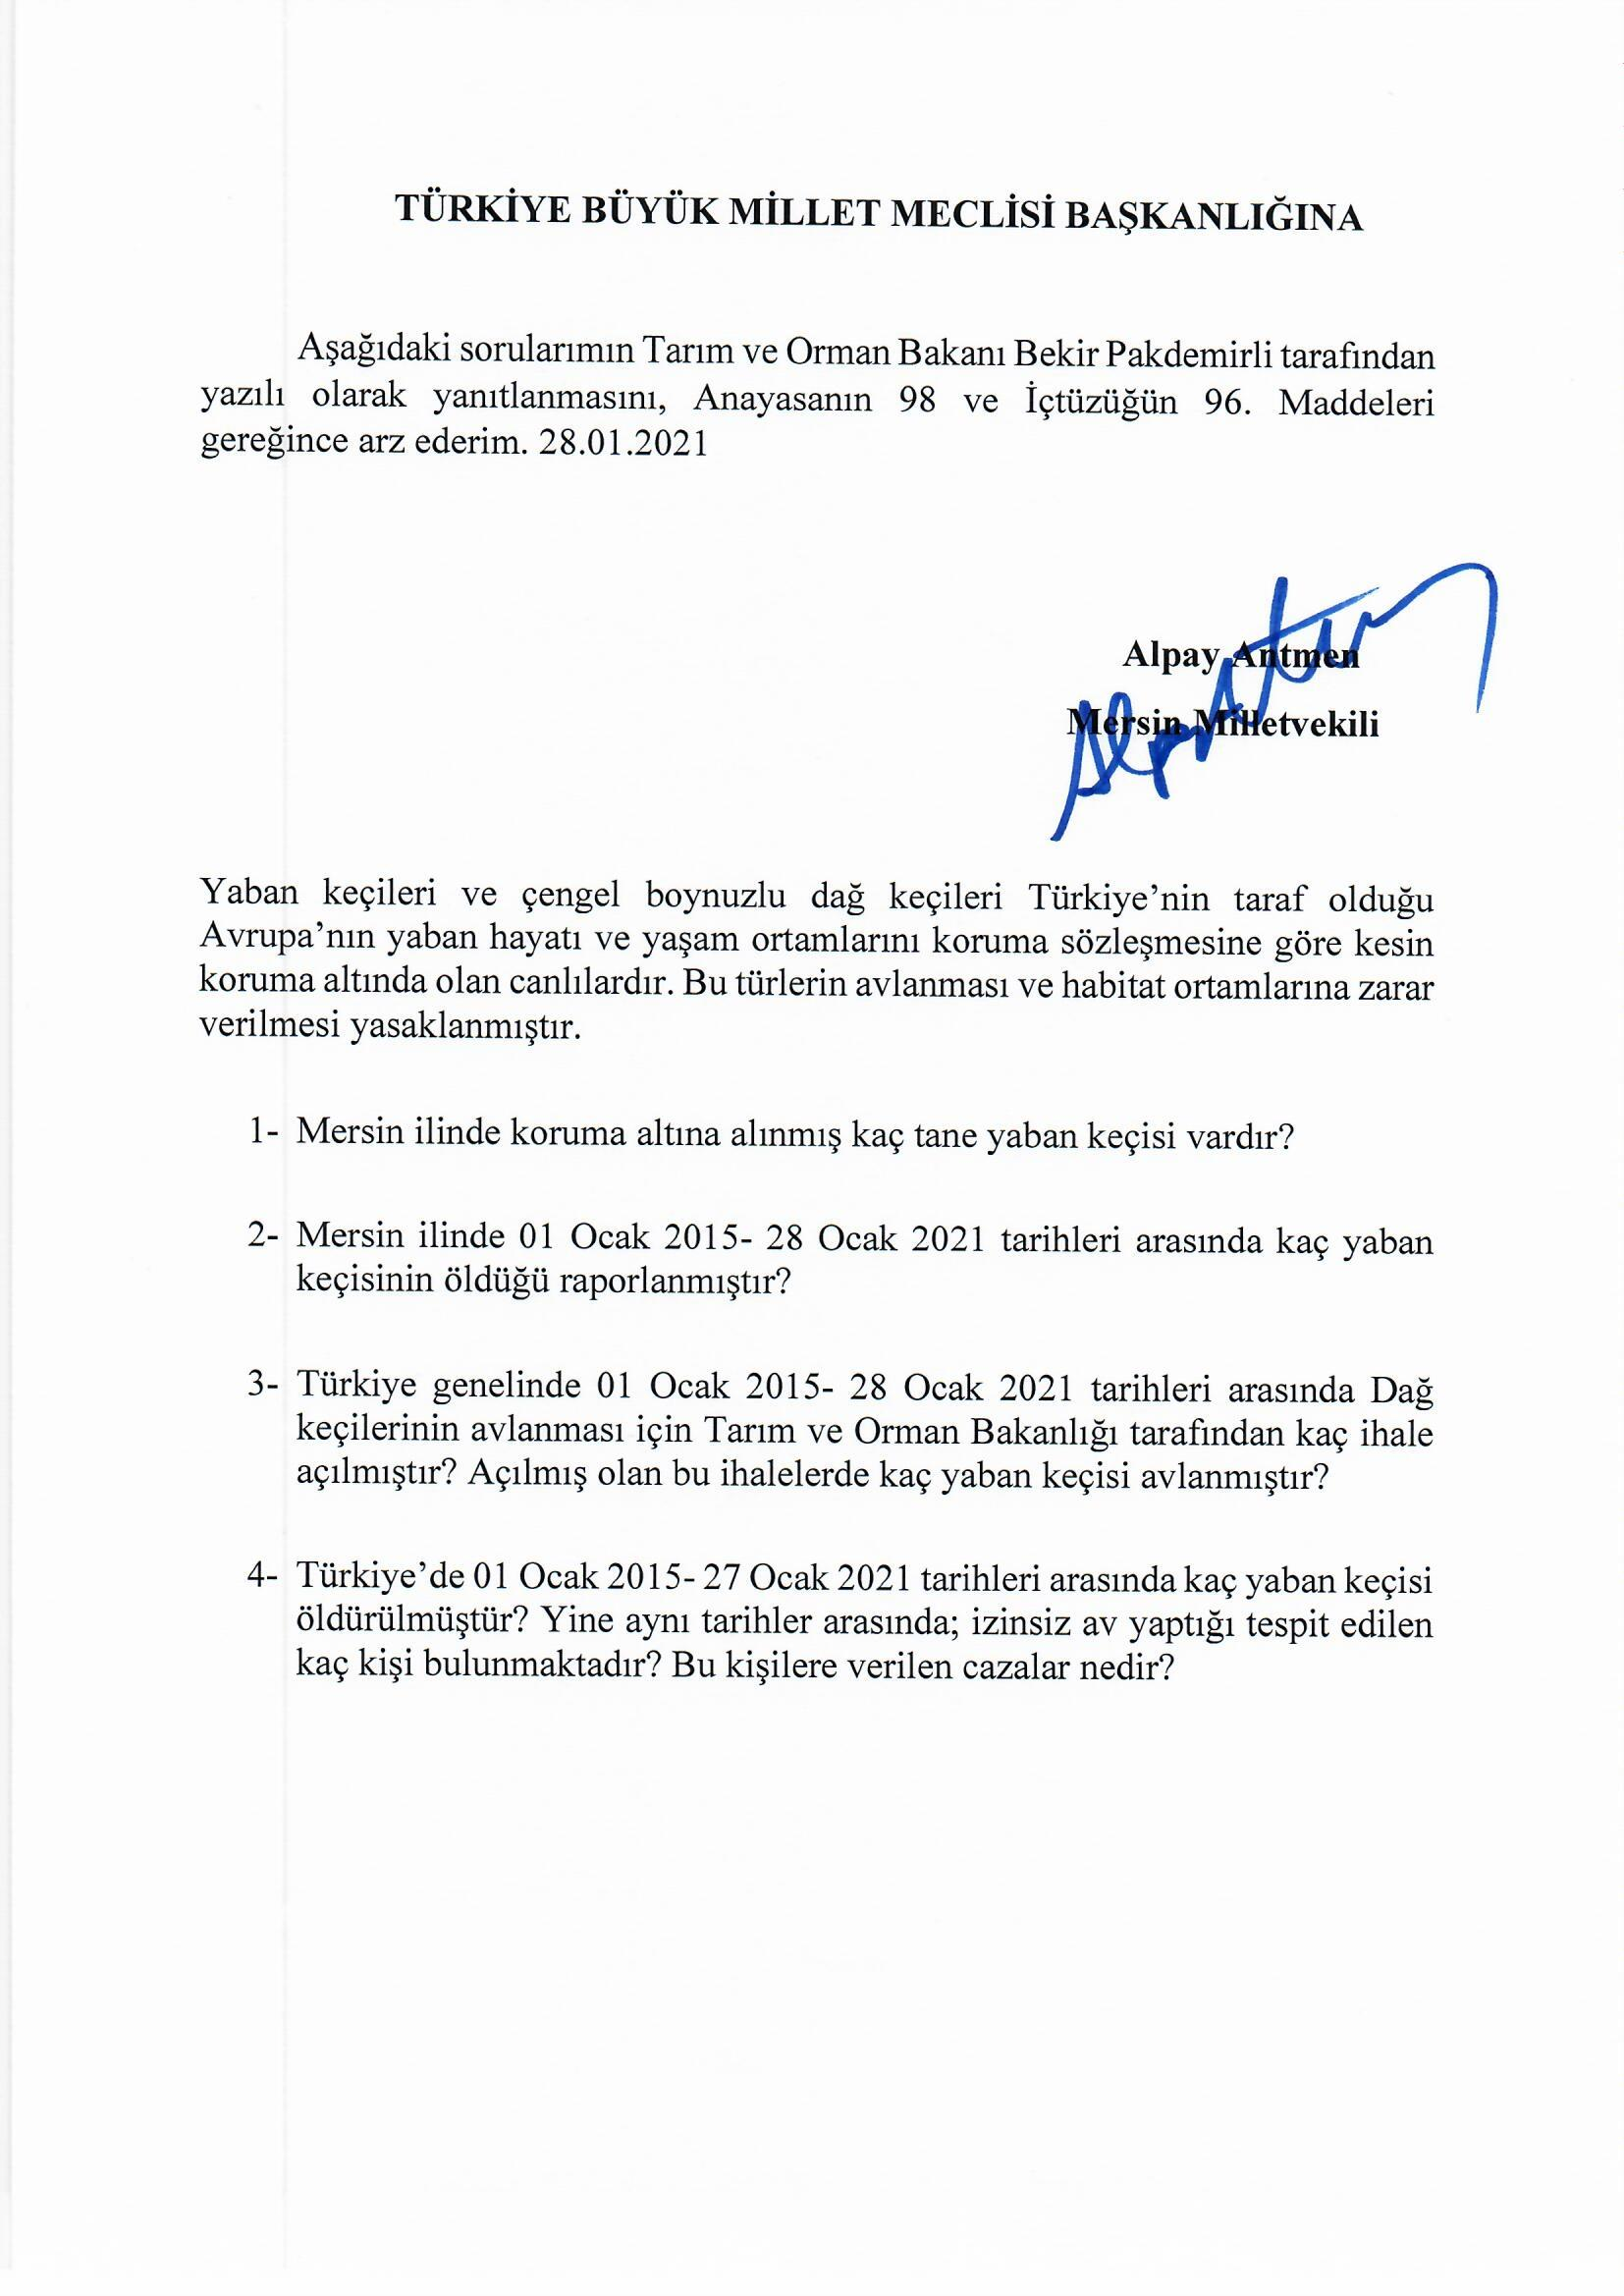 TÜRKİYE BÜYÜK MİLLET MECLİSİ BAŞKANLIĞINA
Aşağıdaki sorularımın Tarım ve Orman Bakanı Bekir Pakdemirli tarafından
yazılı olarak yanıtlanmasını, Anayasanın 98 ve İçtüzüğün 96. Maddeleri
gereğince arz ederim. 28.01.2021
Alpay Antmen
Mersin Milletvekili
Yaban keçileri ve çengel boynuzlu dağ keçileri Türkiye’nin taraf olduğu
Avrupa’nın yaban hayatı ve yaşam ortamlarını koruma sözleşmesine göre kesin
koruma altında olan canlılardır. Bu türlerin avlanması ve habitat ortamlarına zarar
verilmesi yasaklanmıştır.
1- Mersin ilinde koruma altına alınmış kaç tane yaban keçisi vardır?
2- Mersin ilinde 01 Ocak 2015- 28 Ocak 2021 tarihleri arasında kaç yaban
keçisinin öldüğü raporlanmıştır?
3- Türkiye genelinde 01 Ocak 2015- 28 Ocak 2021 tarihleri arasında Dağ
keçilerinin avlanması için Tarım ve Orman Bakanlığı tarafından kaç ihale
açılmıştır? Açılmış olan bu ihalelerde kaç yaban keçisi avlanmıştır?
4- Türkiye’de 01 Ocak 2015- 27 Ocak 2021 tarihleri arasında kaç yaban keçisi
öldürülmüştür? Yine aynı tarihler arasında; izinsiz av yaptığı tespit edilen
kaç kişi bulunmaktadır? Bu kişilere verilen cazalar nedir?